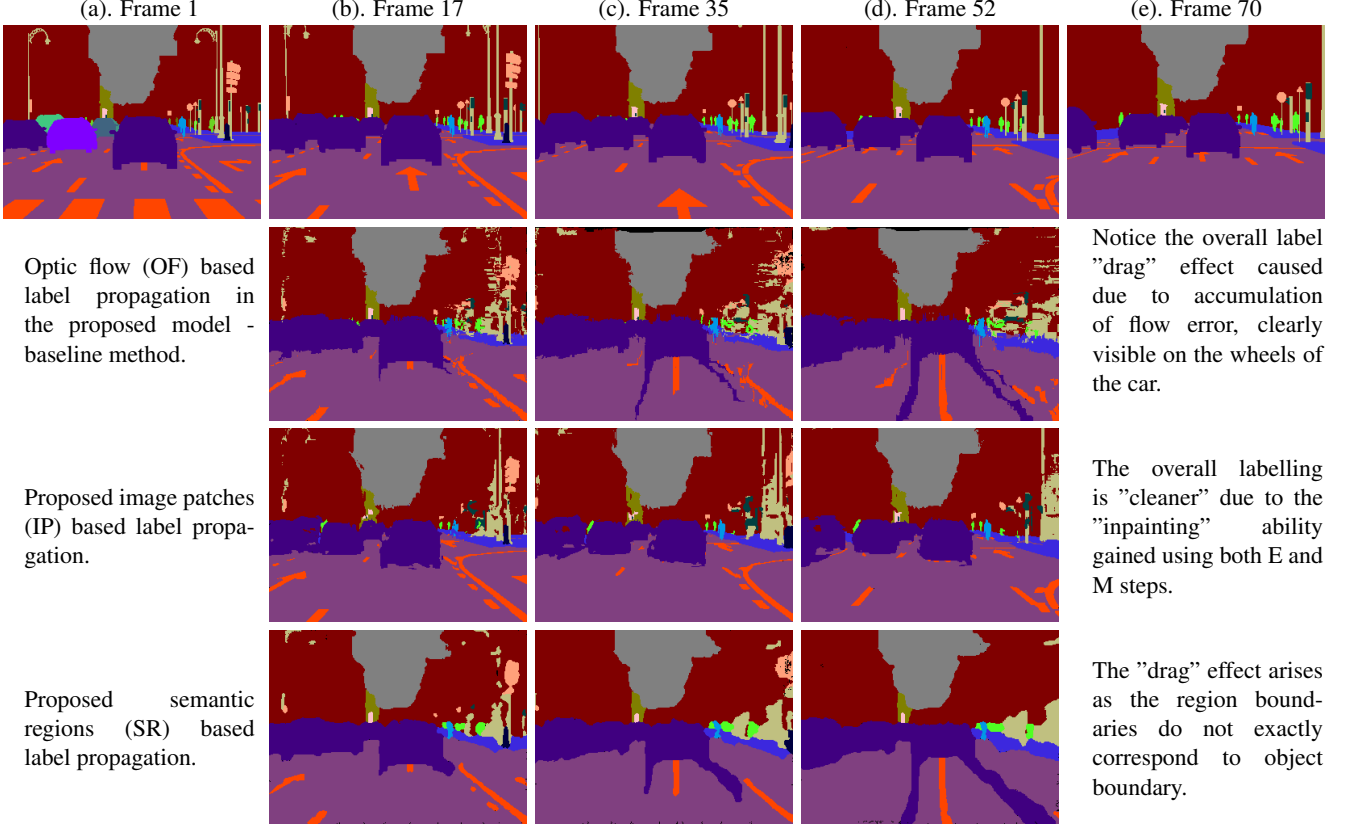 (a). Frame 1
(b). Frame 17
(c). Frame 35
(d). Frame 52
(e). Frame 70
Optic flow (OF) based
label propagation in
the proposed model -
baseline method.
Notice the overall label
”drag” effect caused
due to accumulation
of flow error, clearly
visible on the wheels of
the car.
Proposed image patches
(IP) based label propa-
gation.
The overall labelling
is ”cleaner” due to the
”inpainting” ability
gained using both E and
M steps.
Proposed semantic
regions (SR) based
label propagation.
The ”drag” effect arises
as the region bound-
aries do not exactly
correspond to object
boundary.